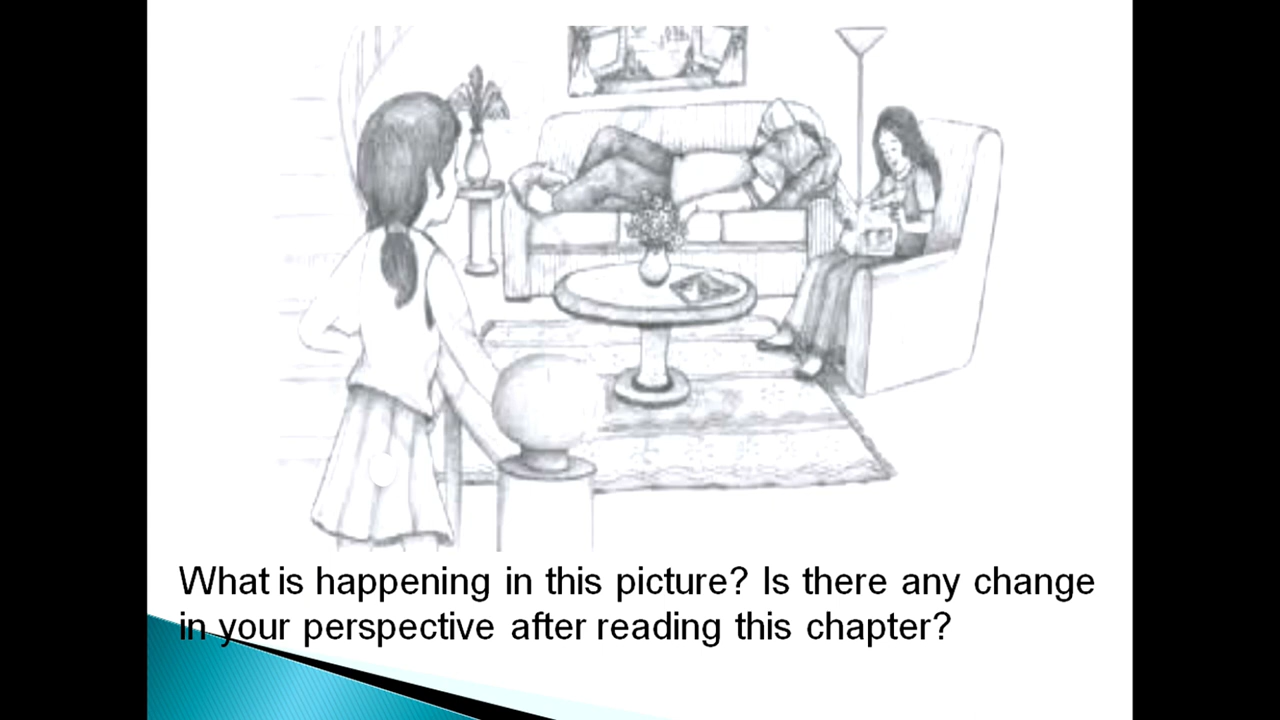 What is happening in this picture? Is there any change
in your perspective after reading this chapter?